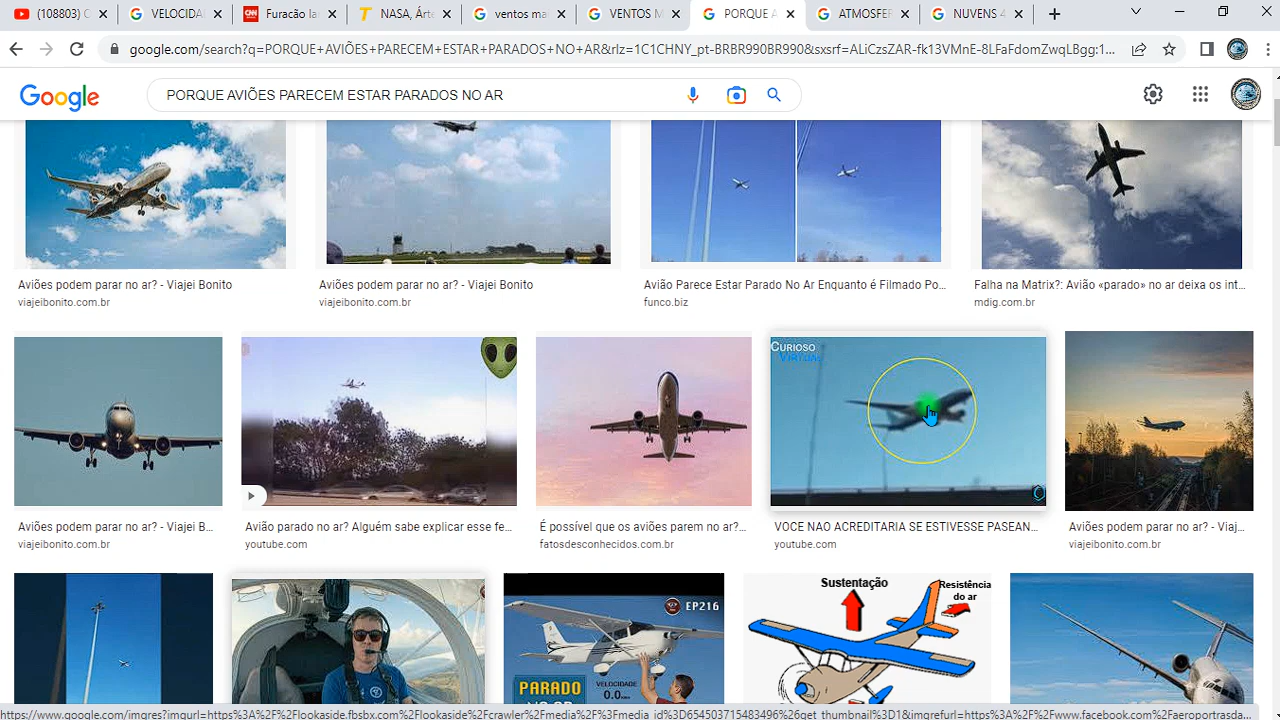 (108803) C
VELOCIDA
Furacão Ia
NASA, Ártz
ventos ma
VENTOS M
PORQUE A
ATMOSFER
NUVENS 4
google.com/search?q=PORQUE+AVIÕES+PARECEM+ESTAR+PARADOS+NO+AR&rlz=1C1CHNY_pt-BRBR990BR990&sxsrf=ALiCzsZAR-fk13VMnE-8LFaFdomZwqLBgg:1...
Google
PORQUE AVIÕES PARECEM ESTAR PARADOS NO AR
Aviões podem parar no ar? - Viajei Bonito
viajeibonito.com.br
Aviões podem parar no ar? - Viajei Bonito
viajeibonito.com.br
Avião Parece Estar Parado No Ar Enquanto é Filmado Po...
funco.biz
Falha na Matrix?: Avião «parado» no ar deixa os int...
mdig.com.br
CURIOSO
VIRTUAL
Aviões podem parar no ar? - Viajei B...
viajeibonito.com.br
Avião parado no ar? Alguém sabe explicar esse fe...
youtube.com
É possível que os aviões parem no ar?...
fatosdesconhecidos.com.br
VOCE NAO ACREDITARIA SE ESTIVESSE PASEAN...
youtube.com
Aviões podem parar no ar? - Viaj...
viajeibonito.com.br
EP216
PARADO
VELOCIDADE
0.0
Sustentação
Resistência
do ar
https://www.google.com/imgres?imgurl=https%3A%2F%2Flookaside.fbsbx.com%2Flookaside%2Fcrawler%2Fmedia%2F%3Fmedia_id%3D654503715483496%26get_thumbnail%3D1&imgrefurl=https%3A%2F%2Fwww.facebook.com%2Faeroportrasda...